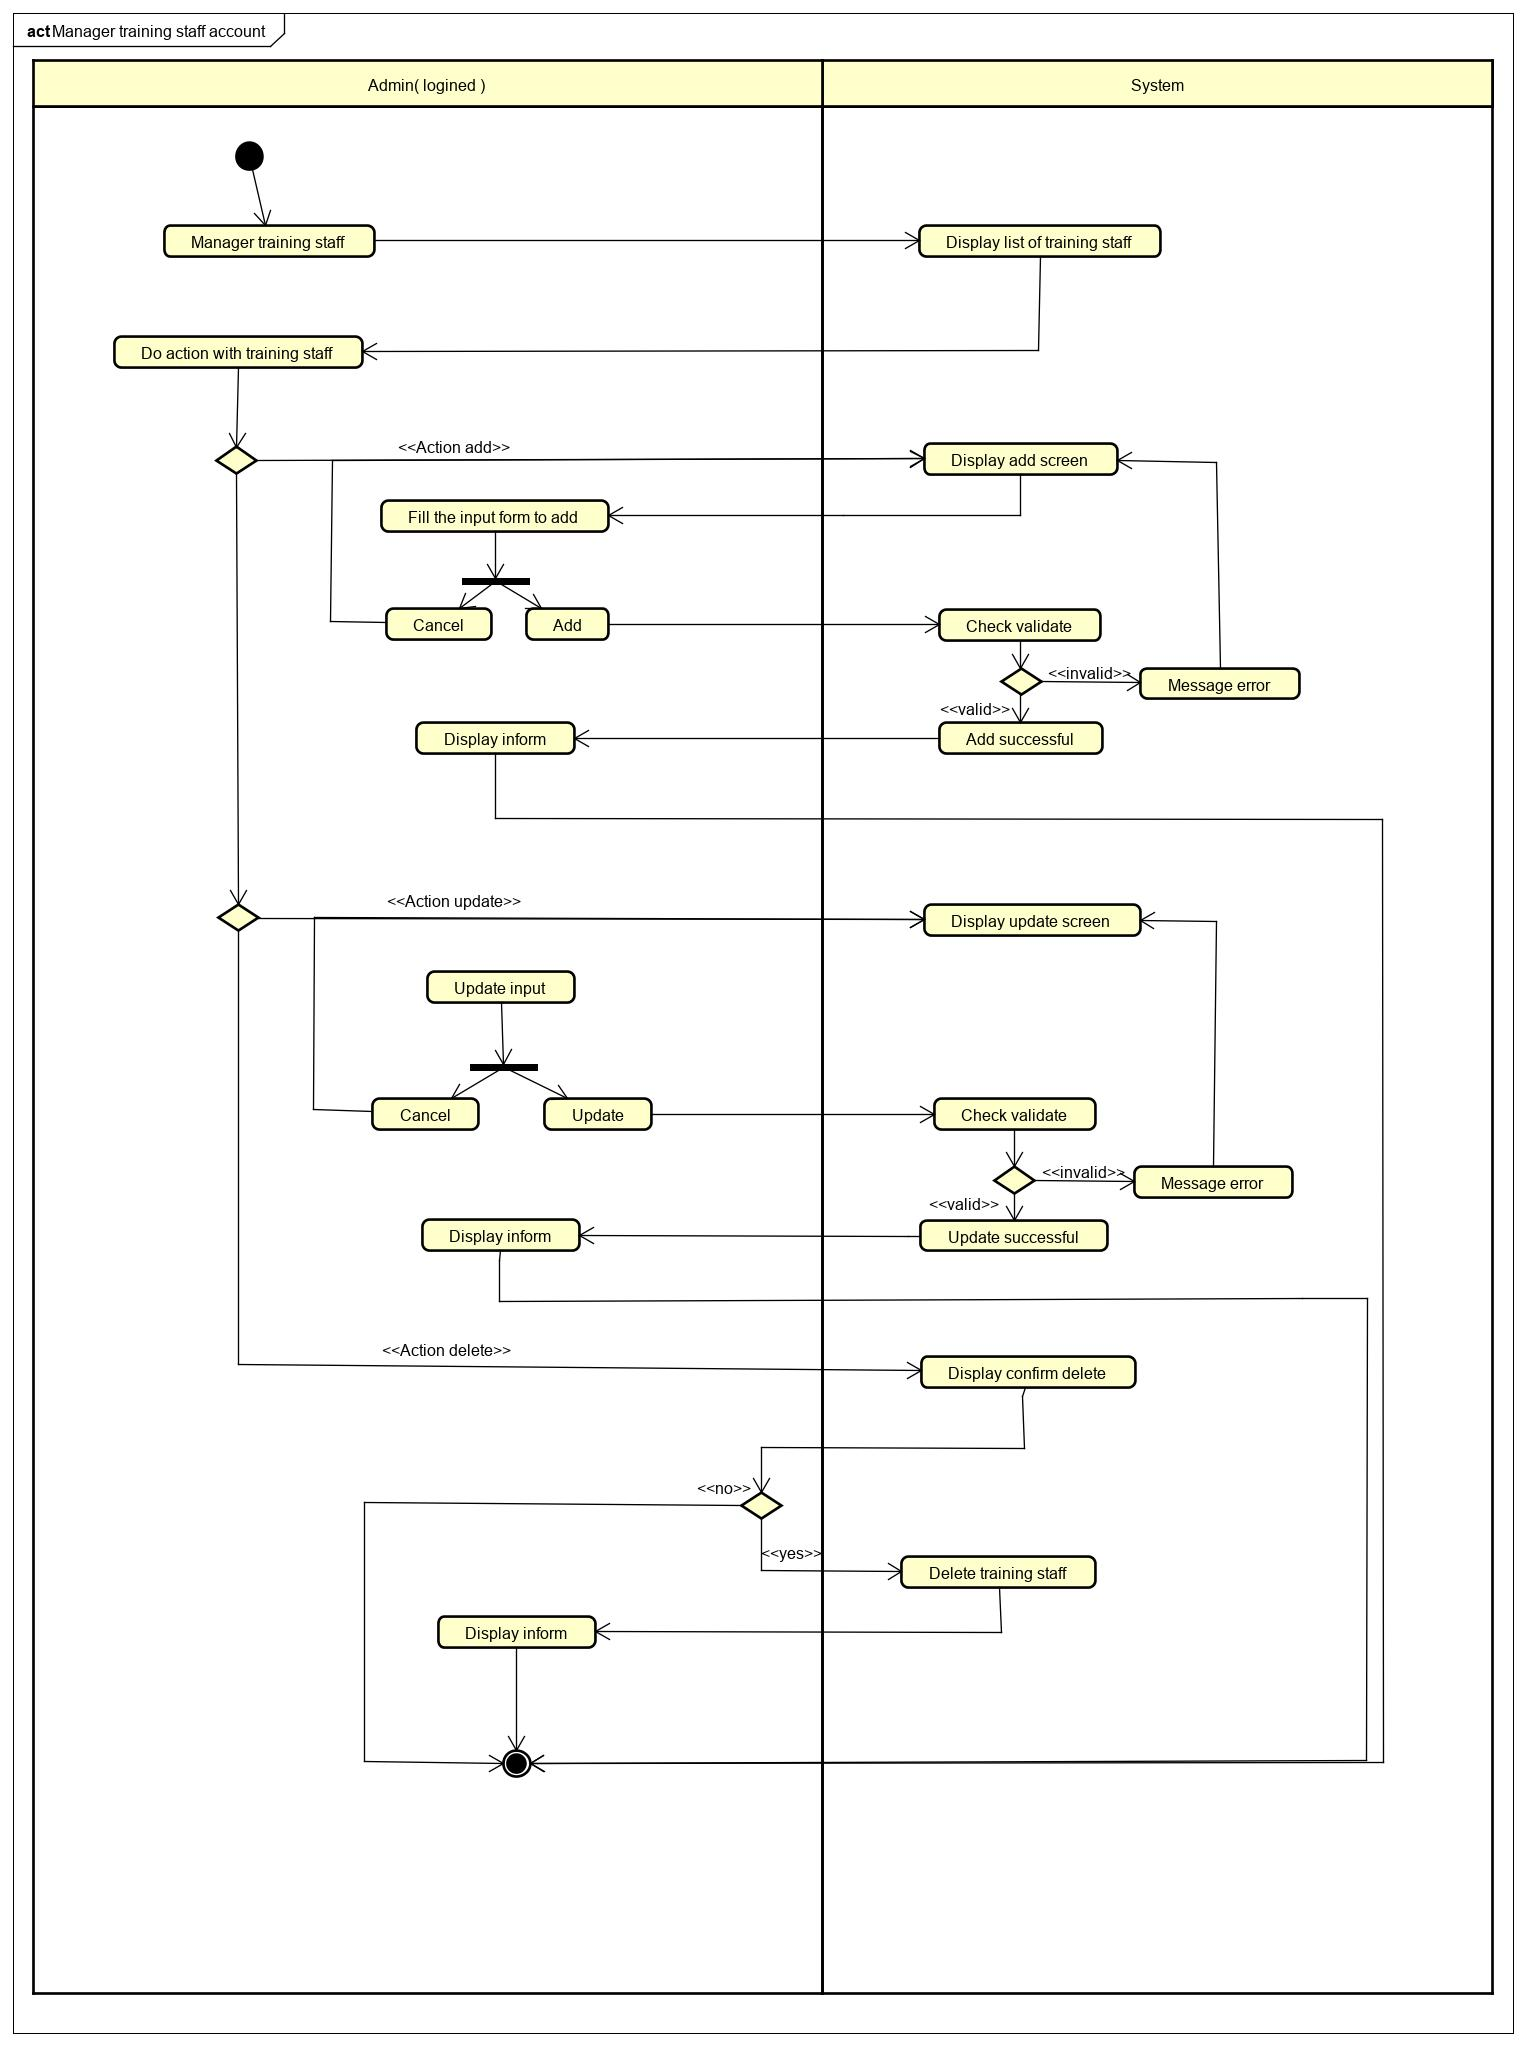 act Manager training staff account
Admin( logined )
System
Manager training staff
Display list of training staff
Do action with training staff
<<Action add>>
Display add screen
Fill the input form to add
Cancel
Add
Check validate
<<invalid>>
Message error
<<valid>>
Display inform
Add successful
<<Action update>>
Display update screen
Update input
Cancel
Update
Check validate
<<invalid>>
Message error
<<valid>>
Display inform
Update successful
<<Action delete>>
Display confirm delete
<<no>>
<<yes>>
Delete training staff
Display inform